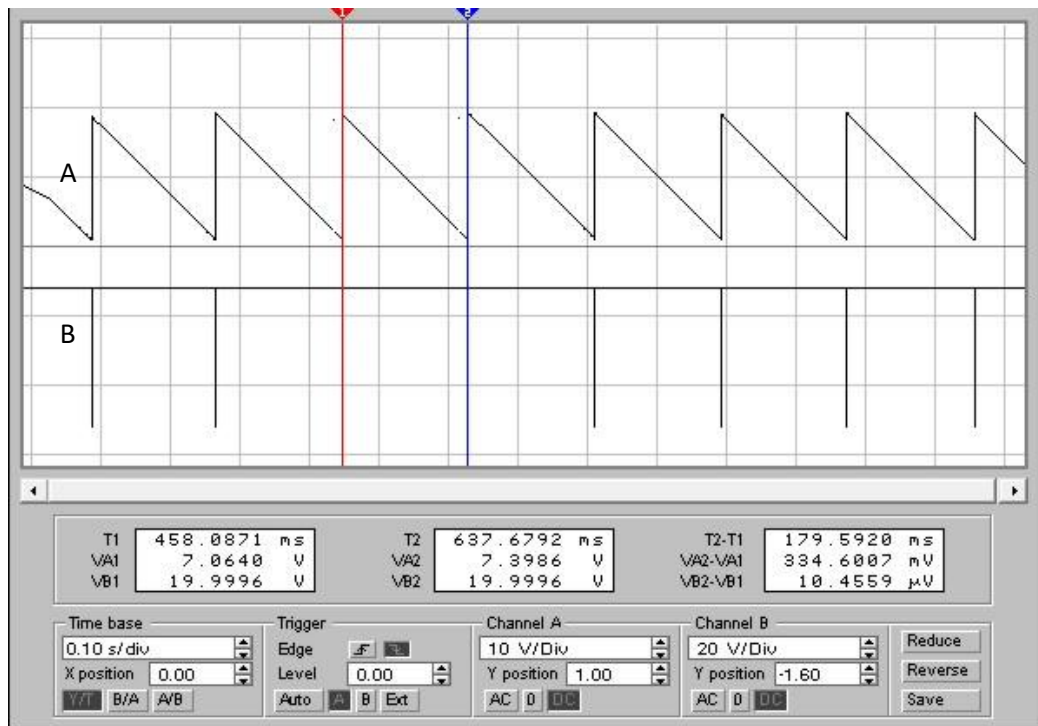 1 2
A
B
T1 458.0871 ms T2 637.6792 ms T2-T1 179.5920 ms
VA1 7.0640 V VA2 7.3986 V VA2-VA1 334.6007 mV
VB1 19.9996 V VB2 19.9996 V VB2-VB1 10.4559 µV
Time base Trigger Channel A Channel B
0.10 s/div Edge 10 V/Div 20 V/Div Reduce
X position 0.00 Level 0.00 Y position 1.00 Y position -1.60 Reverse
Y/T B/A A/B Auto A B Ext AC 0 DC AC 0 DC Save